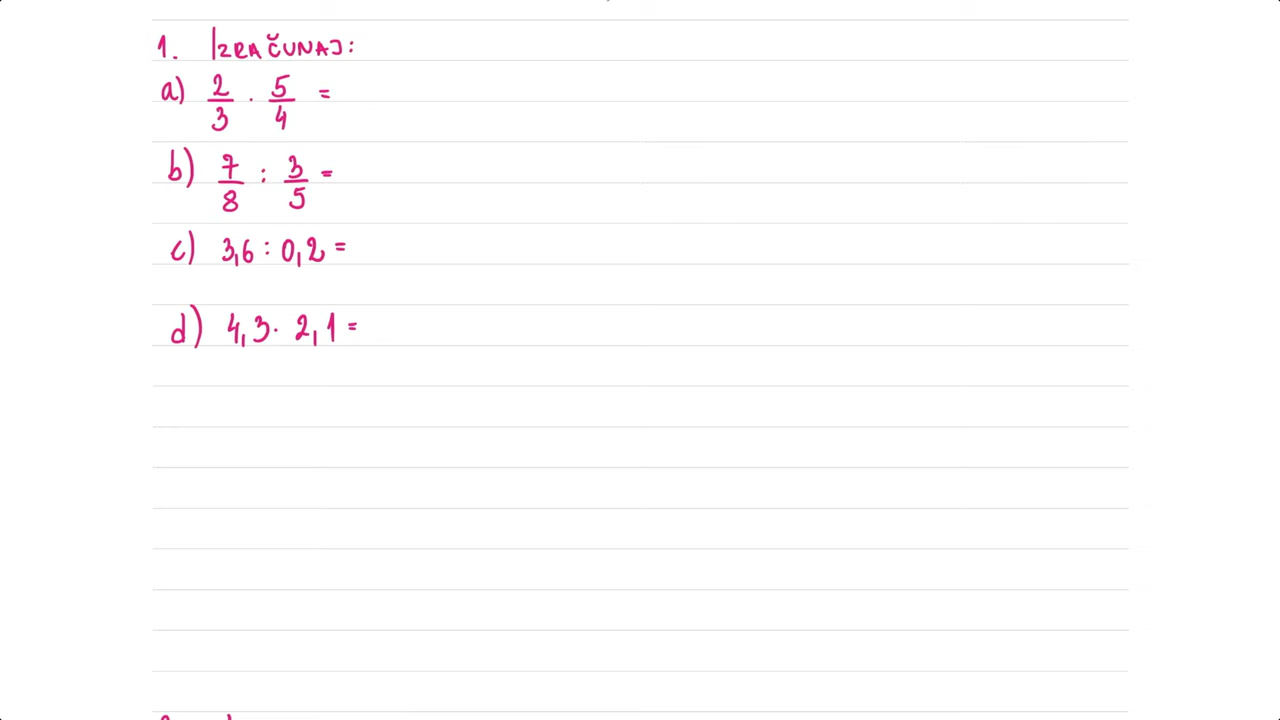 1. IZRAČUNAJ:
a) 2/3 · 5/4 =
b) 7/8 : 3/5 =
c) 3,6 : 0,2 =
d) 4,3 · 2,1 =